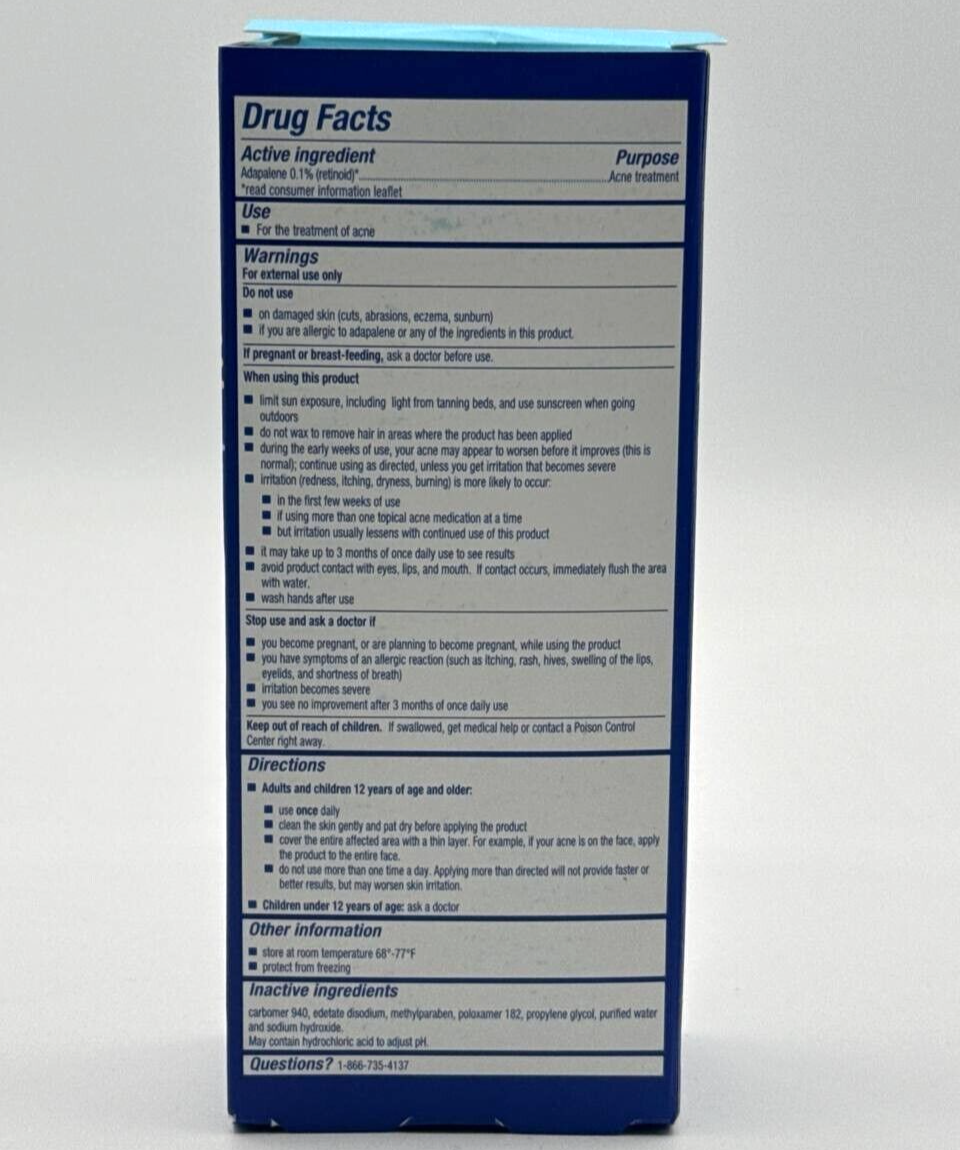 Drug Facts
Active ingredient Purpose
Adapalene 0.1% (retinoid)*........Acne treatment
*read consumer information leaflet
Use
■ For the treatment of acne
Warnings
For external use only
Do not use
■ on damaged skin (cuts, abrasions, eczema, sunburn)
■ if you are allergic to adapalene or any of the ingredients in this product.
If pregnant or breast-feeding, ask a doctor before use.
When using this product
■ limit sun exposure, including light from tanning beds, and use sunscreen when going
outdoors
■ do not wax to remove hair in areas where the product has been applied
■ during the early weeks of use, your acne may appear to worsen before it improves (this is
normal); continue using as directed, unless you get irritation that becomes severe
■ irritation (redness, itching, dryness, burning) is more likely to occur:
■ in the first few weeks of use
■ if using more than one topical acne medication at a time
■ but irritation usually lessens with continued use of this product
■ it may take up to 3 months of once daily use to see results
■ avoid product contact with eyes, lips, and mouth. If contact occurs, immediately flush the area
with water.
■ wash hands after use
Stop use and ask a doctor if
■ you become pregnant, or are planning to become pregnant, while using the product
■ you have symptoms of an allergic reaction (such as itching, rash, hives, swelling of the lips,
eyelids, and shortness of breath)
■ irritation becomes severe
■ you see no improvement after 3 months of once daily use
Keep out of reach of children. If swallowed, get medical help or contact a Poison Control
Center right away.
Directions
■ Adults and children 12 years of age and older:
■ use once daily
■ clean the skin gently and pat dry before applying the product
■ cover the entire affected area with a thin layer. For example, if your acne is on the face, apply
the product to the entire face.
■ do not use more than one time a day. Applying more than directed will not provide faster or
better results, but may worsen skin irritation.
■ Children under 12 years of age: ask a doctor
Other information
■ store at room temperature 68°-77°F
■ protect from freezing
Inactive ingredients
carbomer 940, edetate disodium, methylparaben, poloxamer 182, propylene glycol, purified water
and sodium hydroxide.
May contain hydrochloric acid to adjust pH.
Questions? 1-866-735-4137